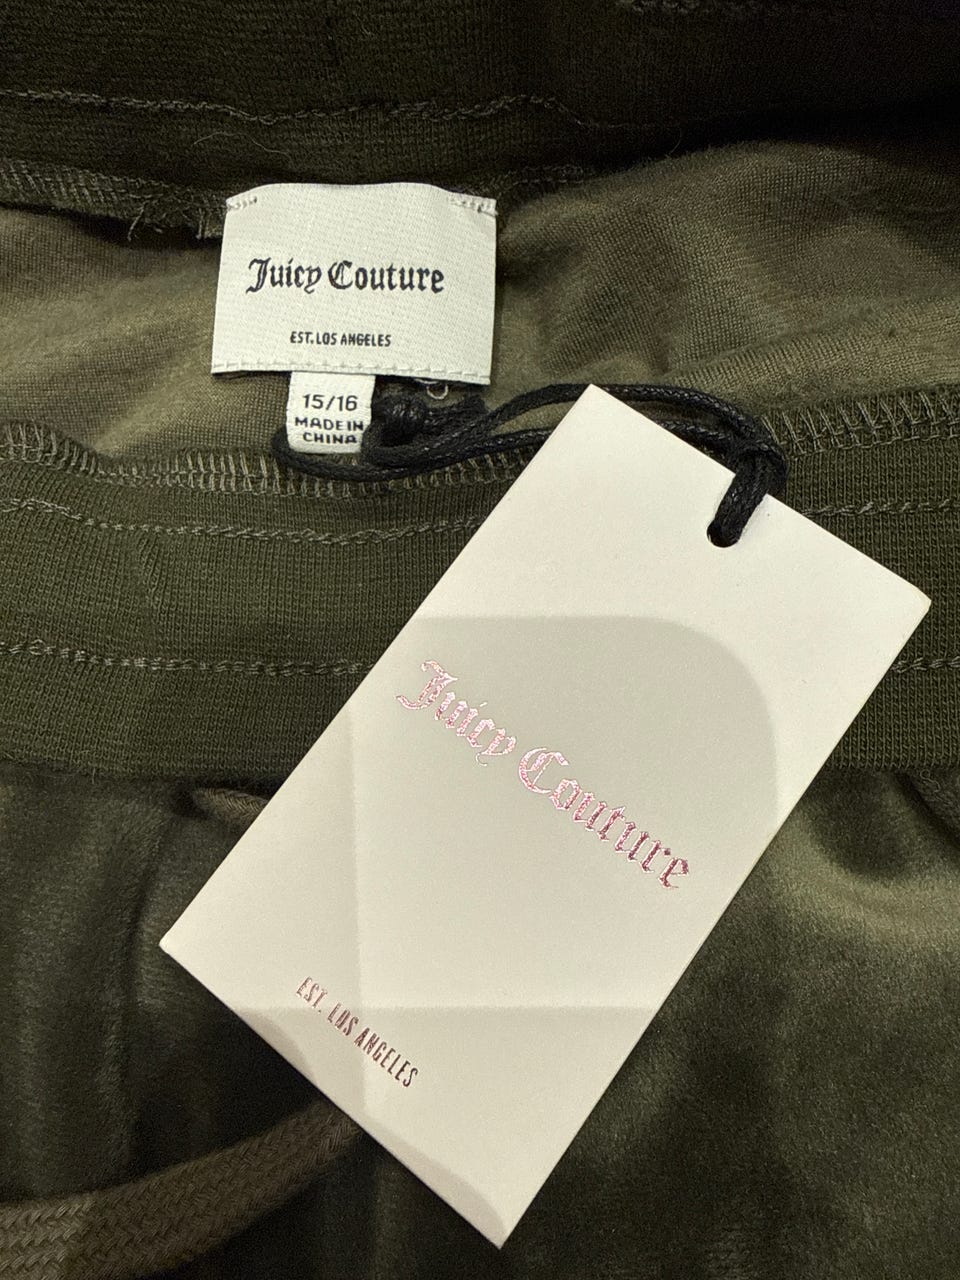 Juicy Couture
EST. LOS ANGELES
15/16
MADE IN
CHINA
Juicy Couture
EST. LOS ANGELES